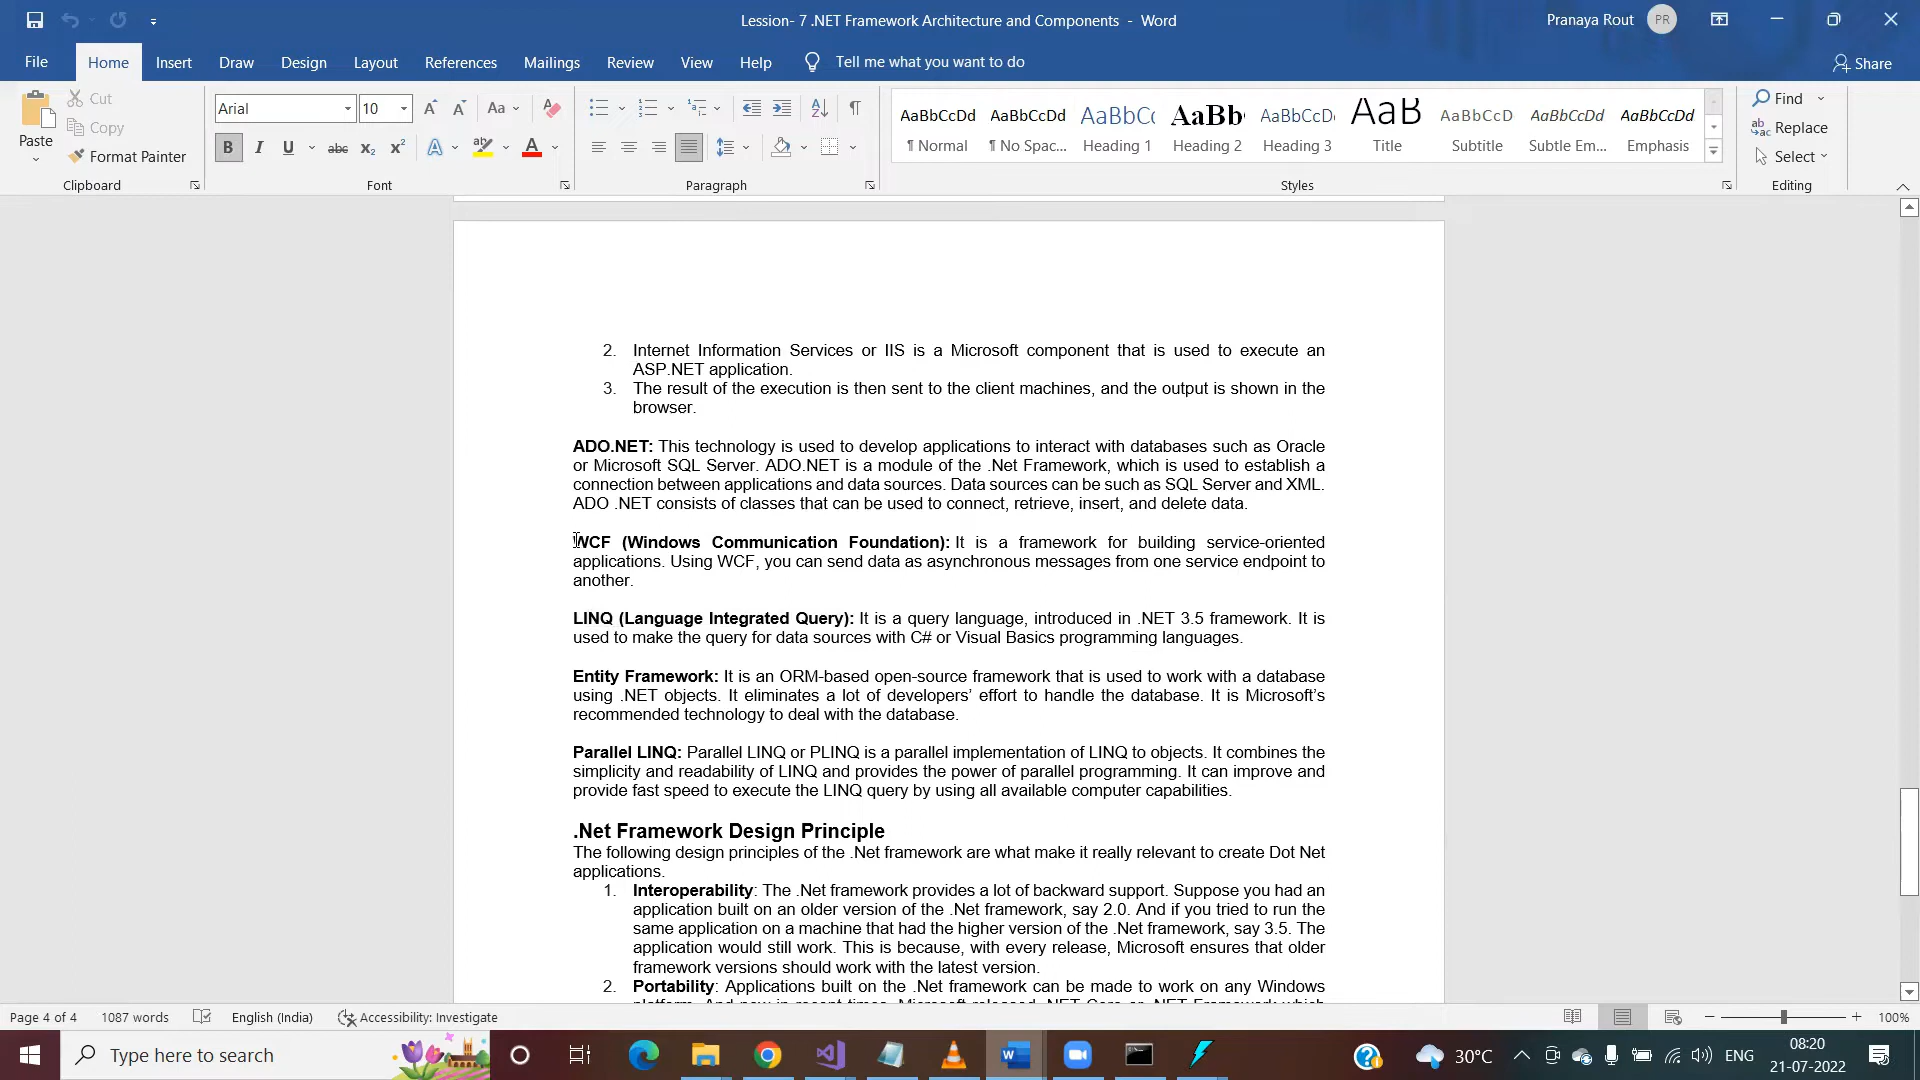 Lession- 7 .NET Framework Architecture and Components - Word
Pranaya Rout
PR
File
Home
Insert
Draw
Design
Layout
References
Mailings
Review
View
Help
Tell me what you want to do
Share
Paste
Cut
Copy
Format Painter
Clipboard
Arial
10
Font
Paragraph
AaBbCcDd
¶ Normal
AaBbCcDd
¶ No Spac...
AaBbCc
Heading 1
AaBb
Heading 2
AaBbCcD
Heading 3
AaB
Title
AaBbCcD
Subtitle
AaBbCcDd
Subtle Em...
AaBbCcDd
Emphasis
Styles
Find
Replace
Select
Editing
2. Internet Information Services or IIS is a Microsoft component that is used to execute an
ASP.NET application.
3. The result of the execution is then sent to the client machines, and the output is shown in the
browser.
ADO.NET: This technology is used to develop applications to interact with databases such as Oracle
or Microsoft SQL Server. ADO.NET is a module of the .Net Framework, which is used to establish a
connection between applications and data sources. Data sources can be such as SQL Server and XML.
ADO .NET consists of classes that can be used to connect, retrieve, insert, and delete data.
WCF (Windows Communication Foundation): It is a framework for building service-oriented
applications. Using WCF, you can send data as asynchronous messages from one service endpoint to
another.
LINQ (Language Integrated Query): It is a query language, introduced in .NET 3.5 framework. It is
used to make the query for data sources with C# or Visual Basics programming languages.
Entity Framework: It is an ORM-based open-source framework that is used to work with a database
using .NET objects. It eliminates a lot of developers’ effort to handle the database. It is Microsoft’s
recommended technology to deal with the database.
Parallel LINQ: Parallel LINQ or PLINQ is a parallel implementation of LINQ to objects. It combines the
simplicity and readability of LINQ and provides the power of parallel programming. It can improve and
provide fast speed to execute the LINQ query by using all available computer capabilities.
.Net Framework Design Principle
The following design principles of the .Net framework are what make it really relevant to create Dot Net
applications.
1. Interoperability: The .Net framework provides a lot of backward support. Suppose you had an
application built on an older version of the .Net framework, say 2.0. And if you tried to run the
same application on a machine that had the higher version of the .Net framework, say 3.5. The
application would still work. This is because, with every release, Microsoft ensures that older
framework versions should work with the latest version.
2. Portability: Applications built on the .Net framework can be made to work on any Windows
platform. And now in recent times, Microsoft released .NET Core or .NET Framework which
Page 4 of 4
1087 words
English (India)
Accessibility: Investigate
100%
Type here to search
30°C
ENG
08:20
21-07-2022